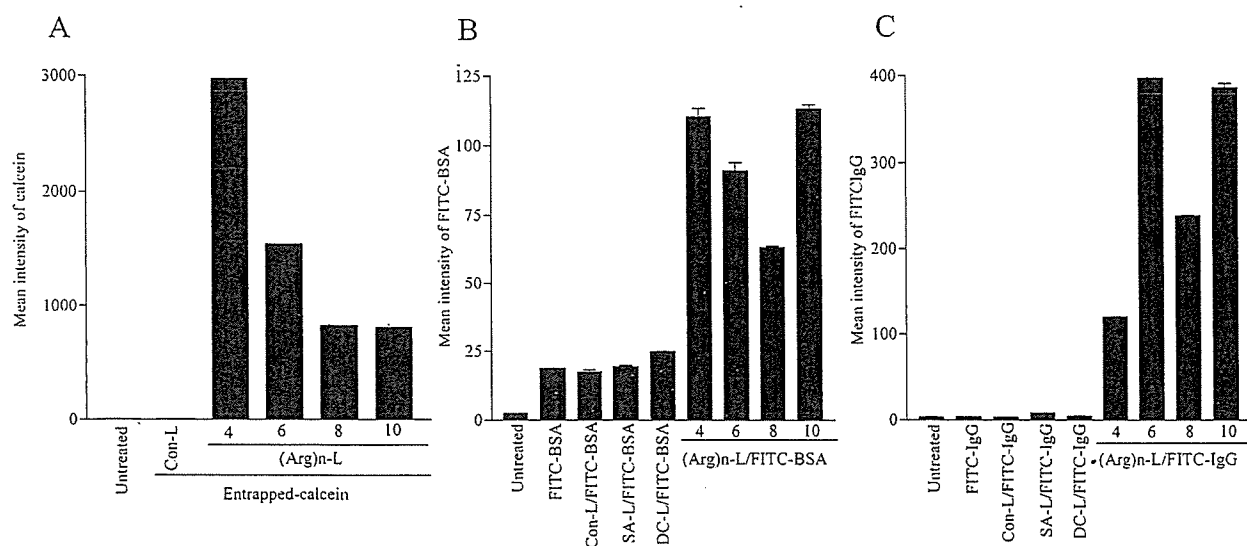 A
Mean intensity of calcein
3000
2000
1000
0
Untreated
Con-L
4 6 8 10
(Arg)n-L
Entrapped-calcein
B
Mean intensity of FITC-BSA
125
100
75
50
25
0
Untreated
FITC-BSA
Con-L/FITC-BSA
SA-L/FITC-BSA
DC-L/FITC-BSA
4 6 8 10
(Arg)n-L/FITC-BSA
C
Mean intensity of FITCIgG
400
300
200
100
0
Untreated
FITC-IgG
Con-L/FITC-IgG
SA-L/FITC-IgG
DC-L/FITC-IgG
4 6 8 10
(Arg)n-L/FITC-IgG